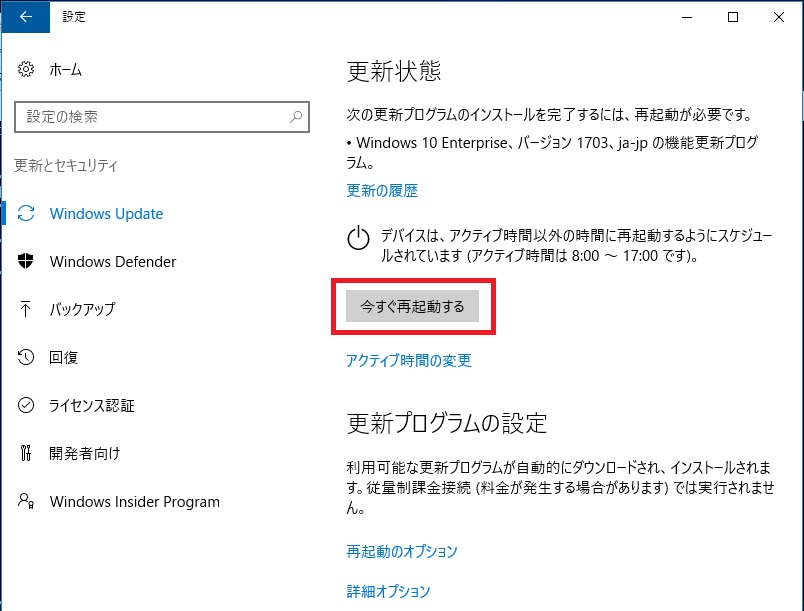 設定
ホーム
設定の検索
更新とセキュリティ
Windows Update
Windows Defender
バックアップ
回復
ライセンス認証
開発者向け
Windows Insider Program
更新状態
次の更新プログラムのインストールを完了するには、再起動が必要です。
• Windows 10 Enterprise、バージョン 1703、ja-jp の機能更新プログ
ラム。
更新の履歴
デバイスは、アクティブ時間以外の時間に再起動するようにスケジュー
ルされています (アクティブ時間は 8:00 ～ 17:00 です)。
今すぐ再起動する
アクティブ時間の変更
更新プログラムの設定
利用可能な更新プログラムが自動的にダウンロードされ、インストールされま
す。従量制課金接続 (料金が発生する場合があります) では実行されませ
ん。
再起動のオプション
詳細オプション